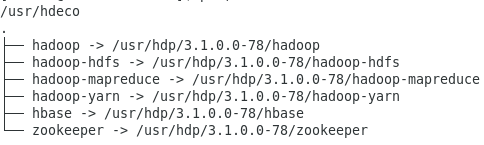 /usr/hdeco
.
├── hadoop -> /usr/hdp/3.1.0.0-78/hadoop
├── hadoop-hdfs -> /usr/hdp/3.1.0.0-78/hadoop-hdfs
├── hadoop-mapreduce -> /usr/hdp/3.1.0.0-78/hadoop-mapreduce
├── hadoop-yarn -> /usr/hdp/3.1.0.0-78/hadoop-yarn
├── hbase -> /usr/hdp/3.1.0.0-78/hbase
└── zookeeper -> /usr/hdp/3.1.0.0-78/zookeeper